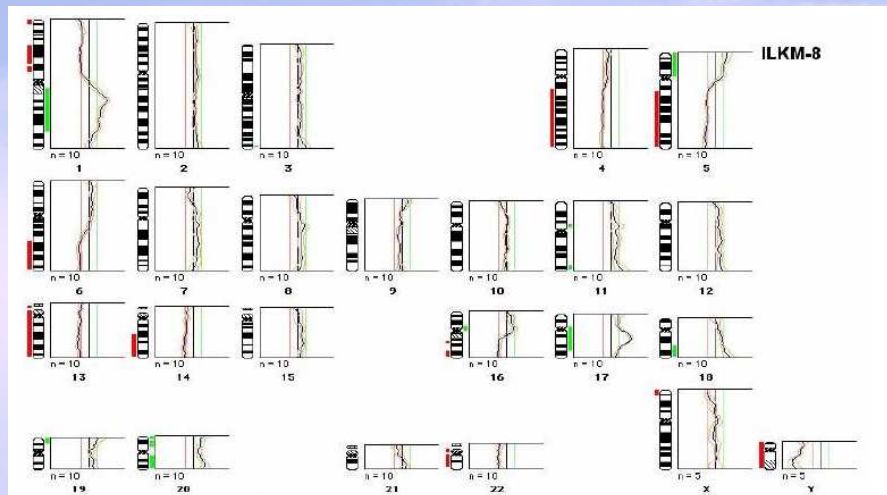 ILKM-8
n = 10 n = 10 n = 10 n = 10 n = 10
1 2 3 4 5
n = 10 n = 10 n = 10 n = 10 n = 10 n = 10 n = 10
6 7 8 9 10 11 12
n = 10 n = 10 n = 10 n = 10 n = 10 n = 10
13 14 15 16 17 18
n = 10 n = 10 n = 10 n = 10 n = 5 n = 5
19 20 21 22 X Y